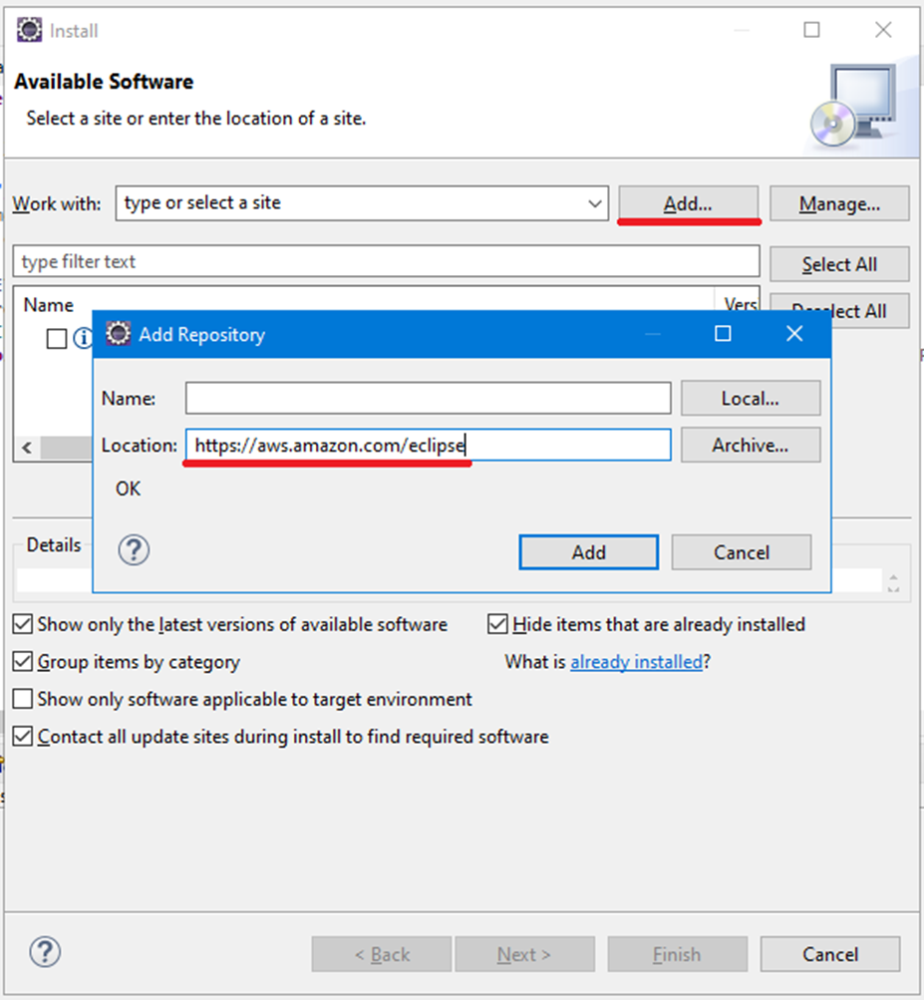 Install
Available Software
Select a site or enter the location of a site.
Work with: type or select a site Add... Manage...
type filter text Select All
Name Vers Deselect All
Add Repository
Name: Local...
Location: https://aws.amazon.com/eclipse Archive...
OK
Add Cancel
Details
Show only the latest versions of available software Hide items that are already installed
Group items by category What is already installed?
Show only software applicable to target environment
Contact all update sites during install to find required software
< Back Next > Finish Cancel